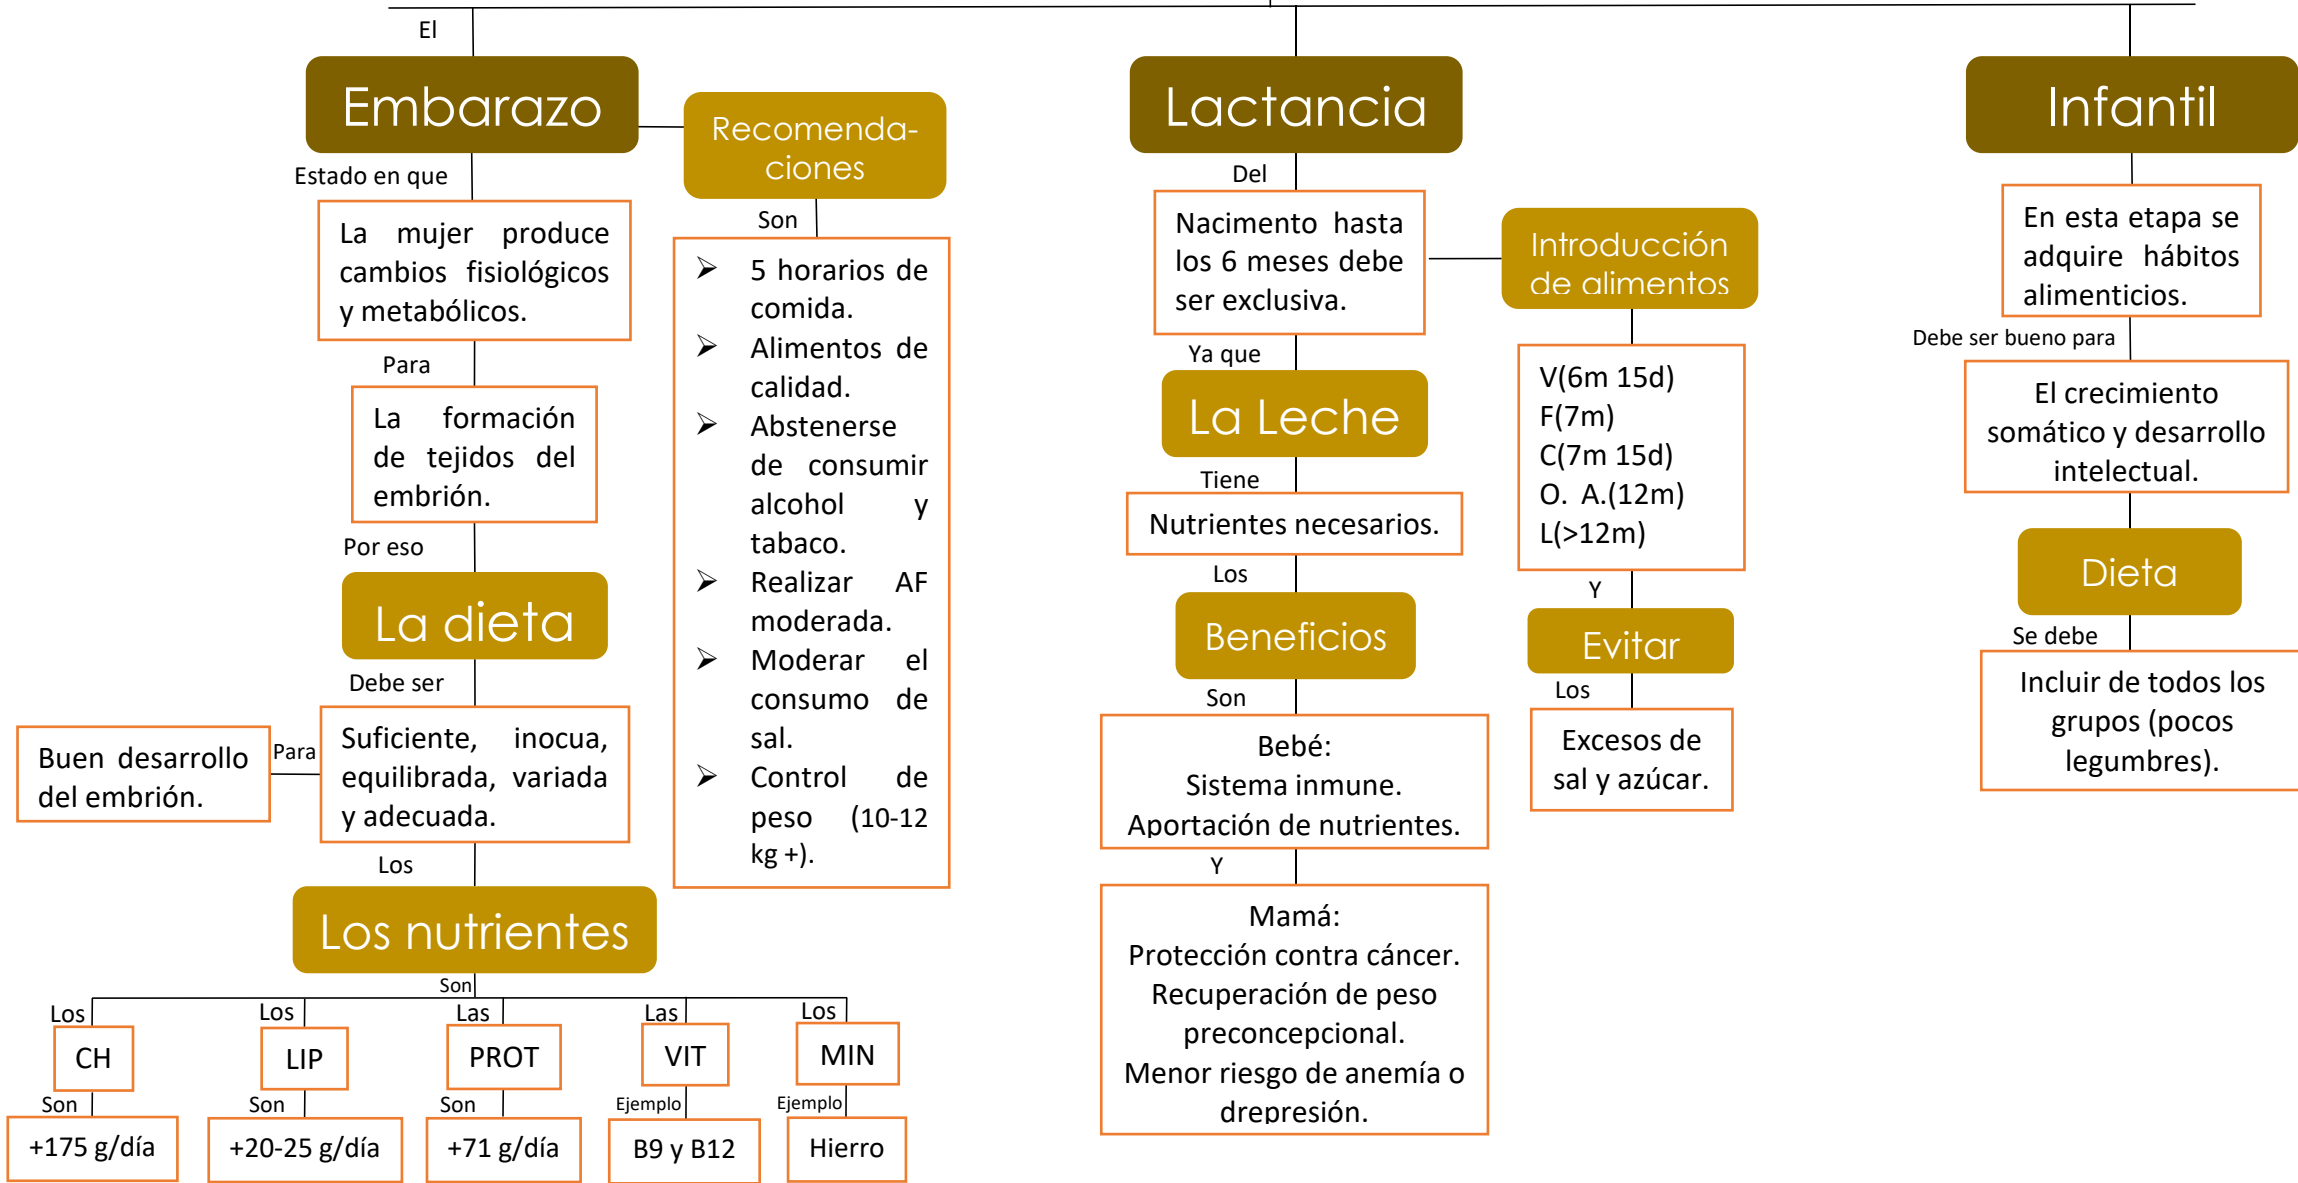 El
Embarazo
Estado en que
La mujer produce
cambios fisiológicos
y metabólicos.
Para
La formación
de tejidos del
embrión.
Por eso
La dieta
Debe ser
Suficiente, inocua,
equilibrada, variada
y adecuada.
Para
Buen desarrollo
del embrión.
Los
Los nutrientes
Son
Los
CH
Son
+175 g/día
Los
LIP
Son
+20-25 g/día
Las
PROT
Son
+71 g/día
Las
VIT
Ejemplo
B9 y B12
Los
MIN
Ejemplo
Hierro
Recomenda-
ciones
Son
➢ 5 horarios de
comida.
➢ Alimentos de
calidad.
➢ Abstenerse
de consumir
alcohol y
tabaco.
➢ Realizar AF
moderada.
➢ Moderar el
consumo de
sal.
➢ Control de
peso (10-12
kg +).
Lactancia
Del
Nacimento hasta
los 6 meses debe
ser exclusiva.
Ya que
La Leche
Tiene
Nutrientes necesarios.
Los
Beneficios
Son
Bebé:
Sistema inmune.
Aportación de nutrientes.
Y
Mamá:
Protección contra cáncer.
Recuperación de peso
preconcepcional.
Menor riesgo de anemía o
drepresión.
Introducción
de alimentos
V(6m 15d)
F(7m)
C(7m 15d)
O. A.(12m)
L(>12m)
Y
Evitar
Los
Excesos de
sal y azúcar.
Infantil
En esta etapa se
adquire hábitos
alimenticios.
Debe ser bueno para
El crecimiento
somático y desarrollo
intelectual.
Dieta
Se debe
Incluir de todos los
grupos (pocos
legumbres).